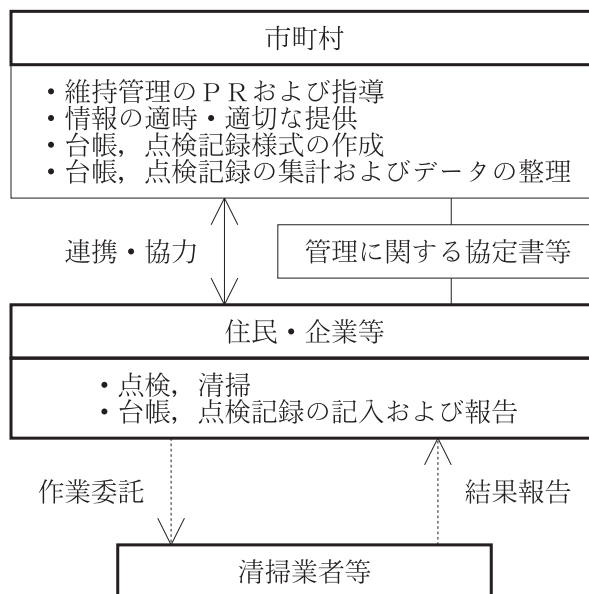 市町村
・維持管理のＰＲおよび指導
・情報の適時・適切な提供
・台帳，点検記録様式の作成
・台帳，点検記録の集計およびデータの整理
連携・協力
管理に関する協定書等
住民・企業等
・点検，清掃
・台帳，点検記録の記入および報告
作業委託
結果報告
清掃業者等